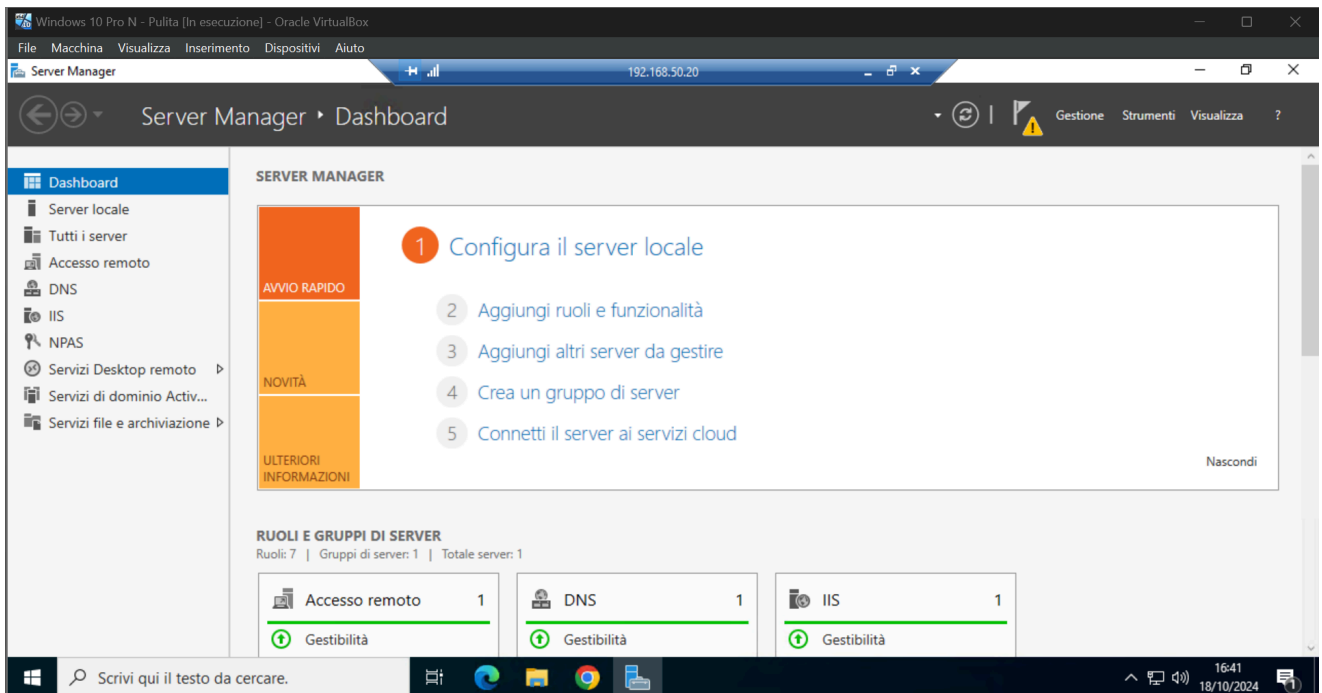 Windows 10 Pro N - Pulita [In esecuzione] - Oracle VirtualBox
File Macchina Visualizza Inserimento Dispositivi Aiuto
Server Manager
192.168.50.20
Server Manager ‣ Dashboard
Gestione Strumenti Visualizza ?
Dashboard
Server locale
Tutti i server
Accesso remoto
DNS
IIS
NPAS
Servizi Desktop remoto
Servizi di dominio Activ...
Servizi file e archiviazione
SERVER MANAGER
AVVIO RAPIDO
NOVITÀ
ULTERIORI
INFORMAZIONI
1 Configura il server locale
2 Aggiungi ruoli e funzionalità
3 Aggiungi altri server da gestire
4 Crea un gruppo di server
5 Connetti il server ai servizi cloud
Nascondi
RUOLI E GRUPPI DI SERVER
Ruoli: 7 | Gruppi di server: 1 | Totale server: 1
Accesso remoto 1
Gestibilità
DNS 1
Gestibilità
IIS 1
Gestibilità
Scrivi qui il testo da cercare.
16:41
18/10/2024
1